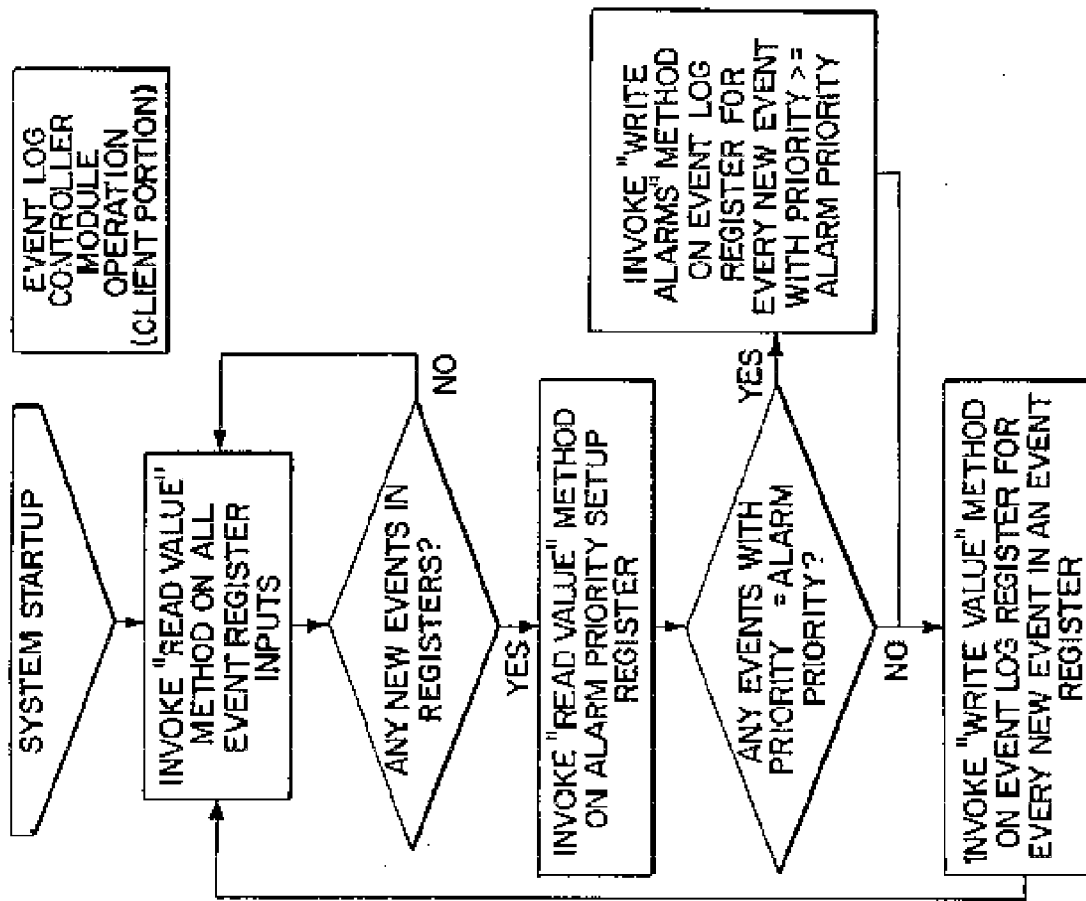 EVENT LOG
CONTROLLER
MODULE
OPERATION
(CLIENT PORTION)
SYSTEM STARTUP
INVOKE "READ VALUE"
METHOD ON ALL
EVENT REGISTER
INPUTS
ANY NEW EVENTS IN
REGISTERS?
NO
YES
INVOKE "READ VALUE" METHOD
ON ALARM PRIORITY SETUP
REGISTER
ANY EVENTS WITH
PRIORITY =ALARM
PRIORITY?
YES
NO
INVOKE "WRITE
ALARMS" METHOD
ON EVENT LOG
REGISTER FOR
EVERY NEW EVENT
WITH PRIORITY >=
ALARM PRIORITY
INVOKE "WRITE VALUE" METHOD
ON EVENT LOG REGISTER FOR
EVERY NEW EVENT IN AN EVENT
REGISTER